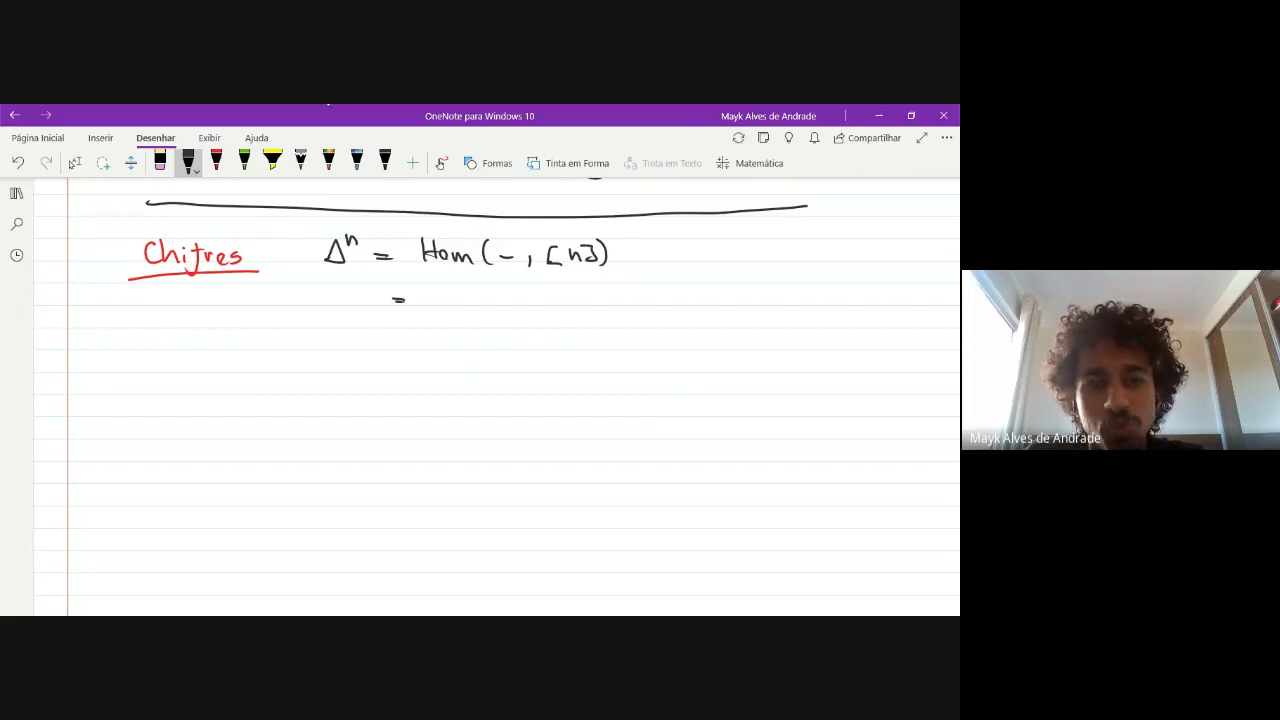 OneNote para Windows 10
Mayk Alves de Andrade
Página Inicial Inserir Desenhar Exibir Ajuda
Compartilhar
Formas Tinta em Forma Tinta em Texto Matemática
Chifres Δⁿ = Hom(-, [n])
=
Mayk Alves de Andrade